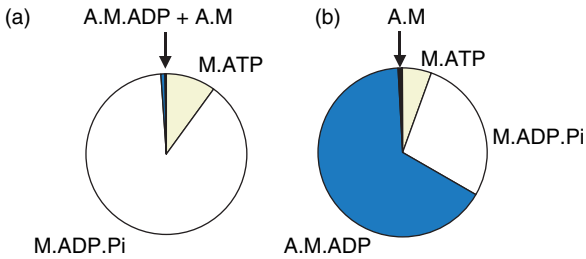 (a)
A.M.ADP + A.M
M.ATP
M.ADP.Pi
(b)
A.M
M.ATP
M.ADP.Pi
A.M.ADP